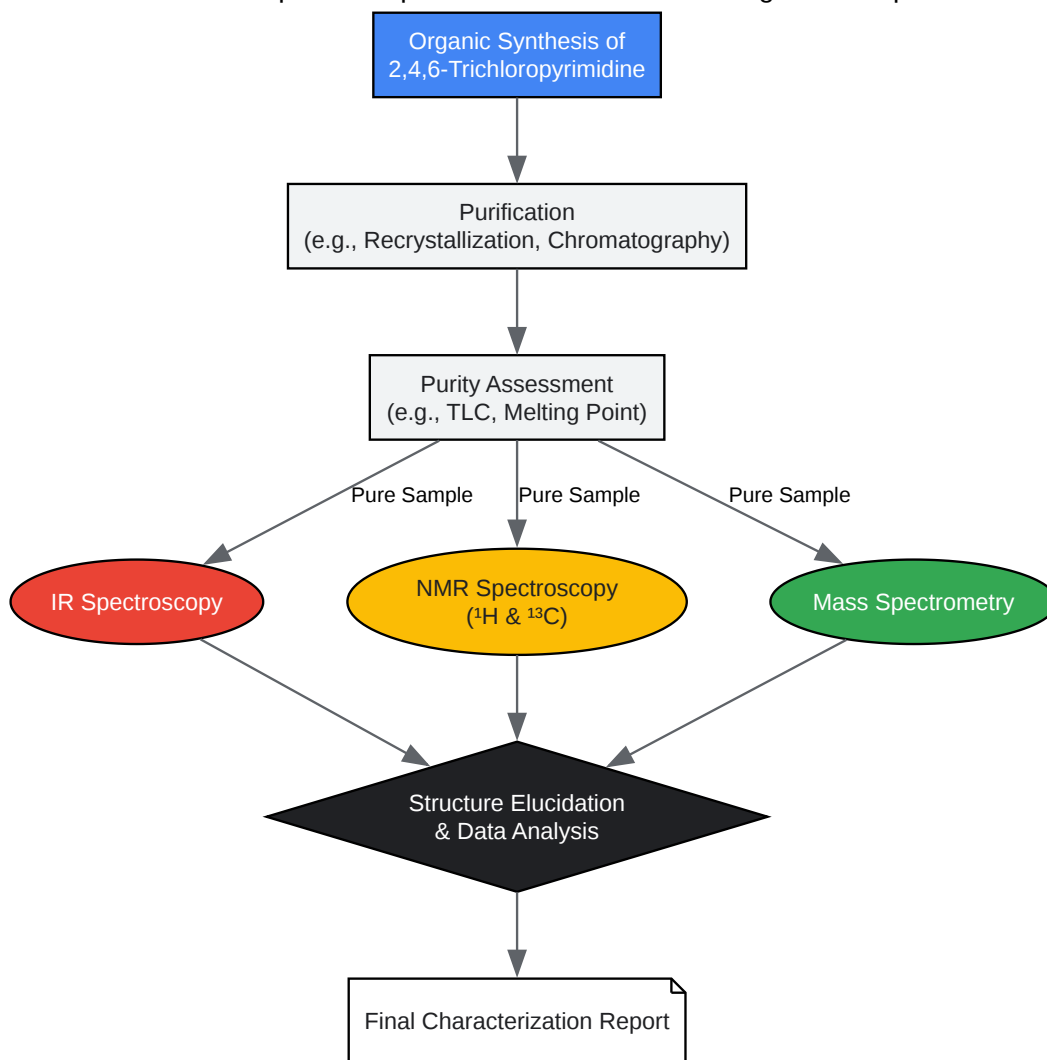 Organic Synthesis of
2,4,6-Trichloropyrimidine
Purification
(e.g., Recrystallization, Chromatography)
Purity Assessment
(e.g., TLC, Melting Point)
Pure Sample
Pure Sample
Pure Sample
IR Spectroscopy
NMR Spectroscopy
(¹H & ¹³C)
Mass Spectrometry
Structure Elucidation
& Data Analysis
Final Characterization Report